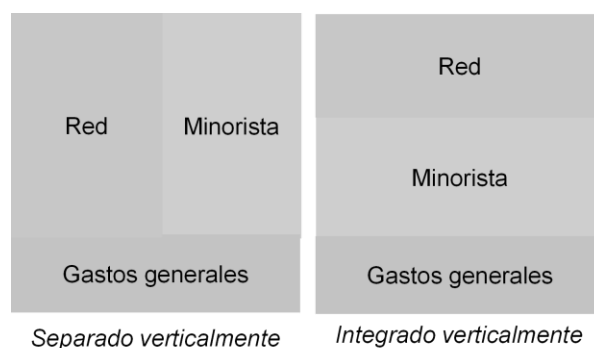 Red
Minorista
Gastos generales
Separado verticalmente
Red
Minorista
Gastos generales
Integrado verticalmente